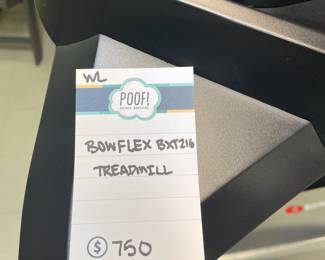 WL
POOF!
BOWFLEX BXT216
TREADMILL
$ 750